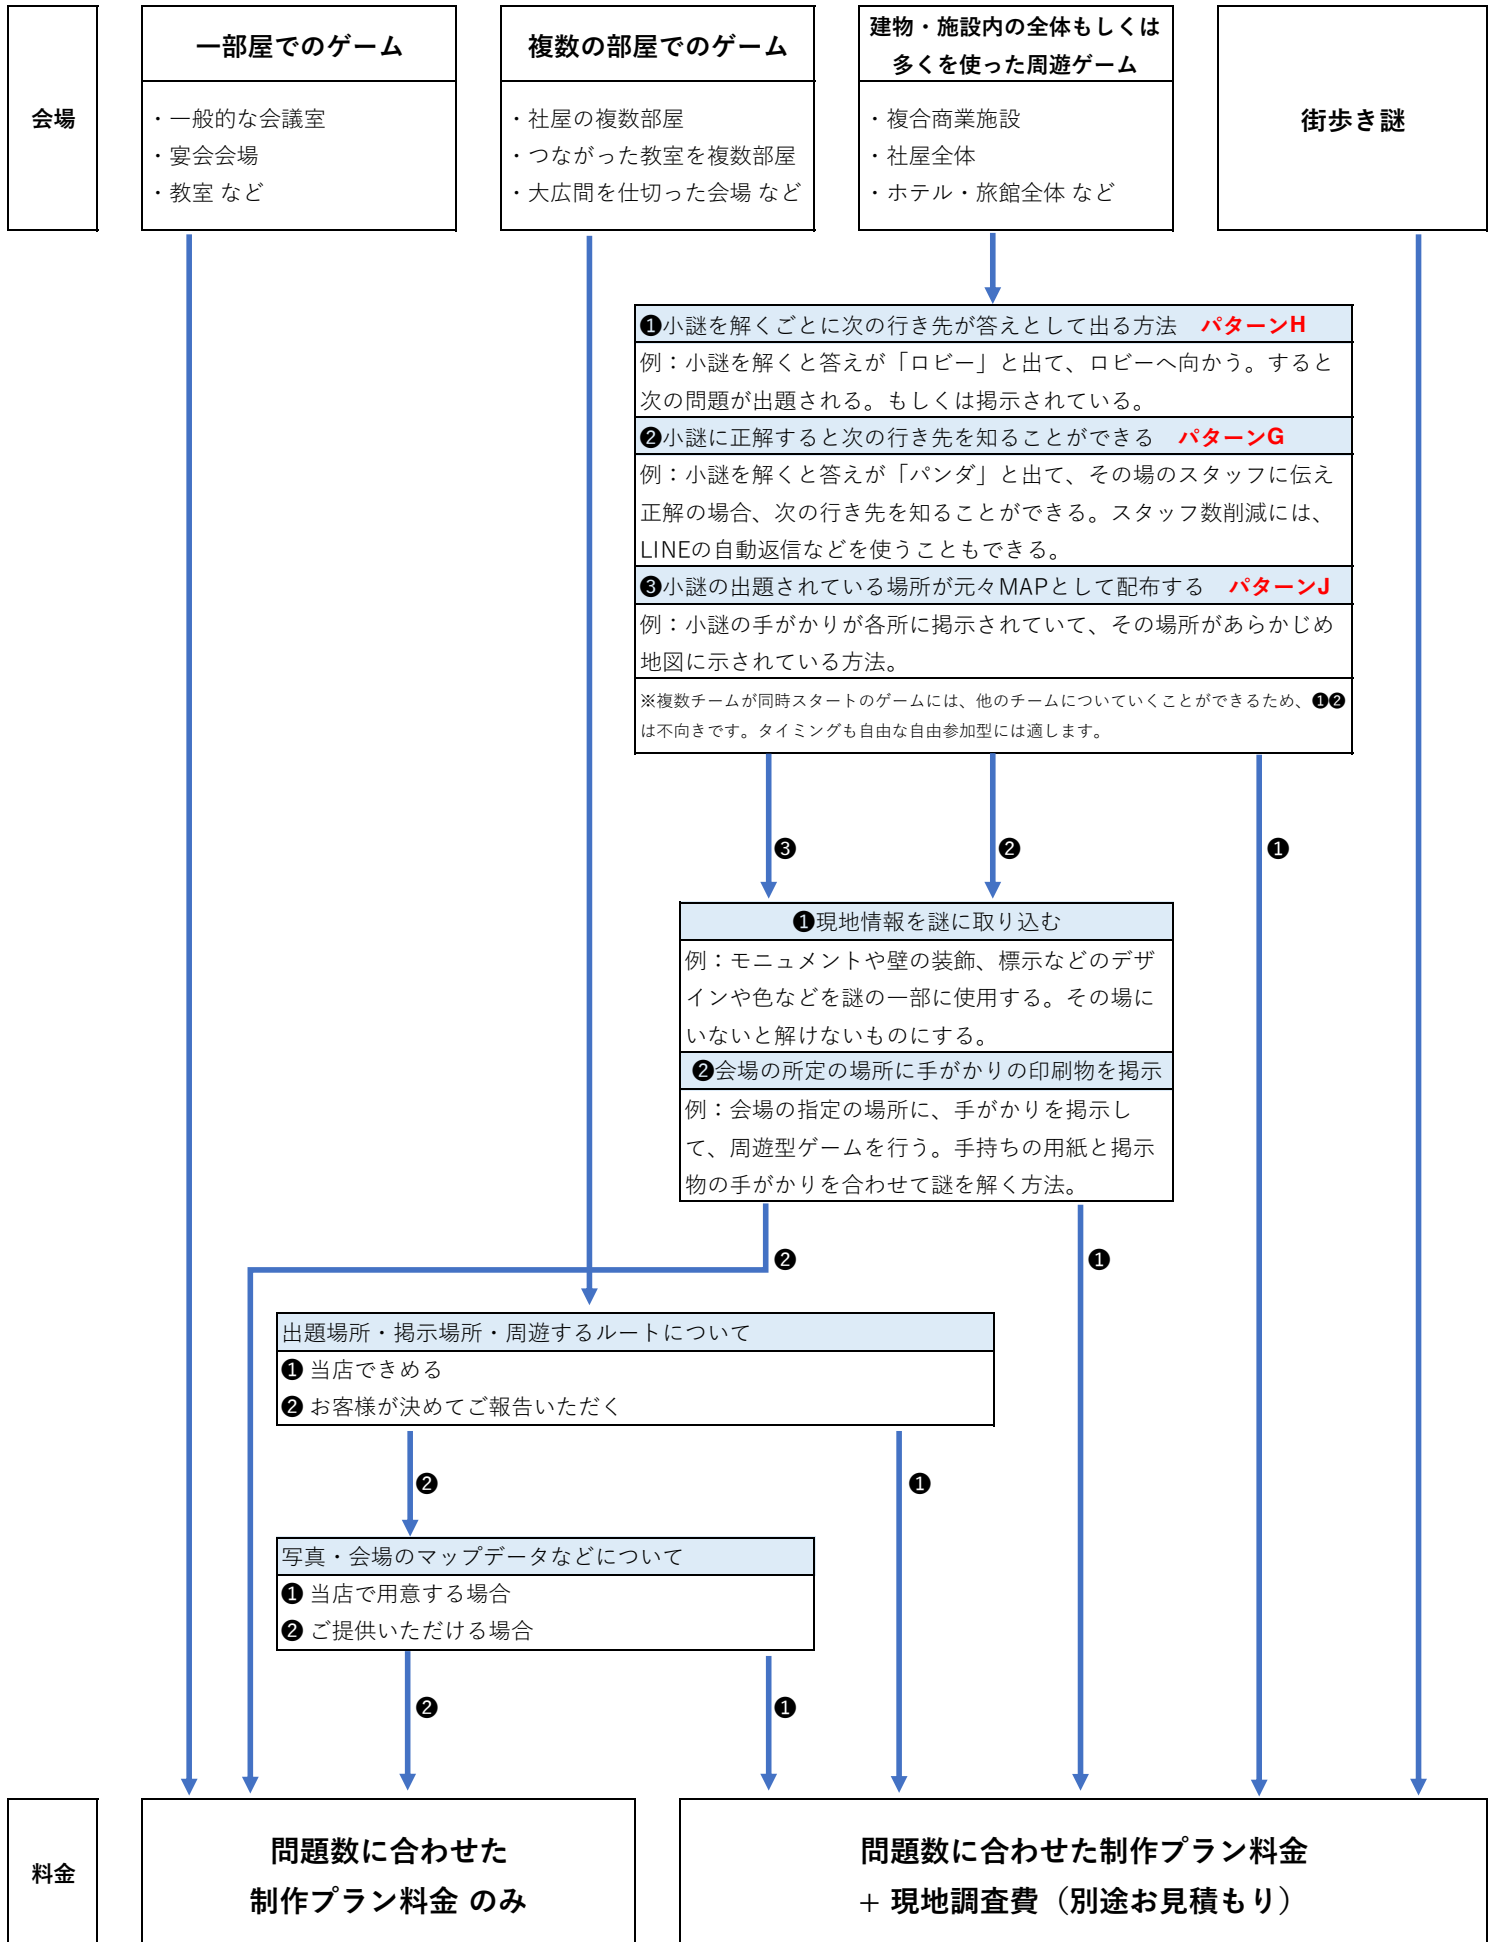 会場
一部屋でのゲーム
・一般的な会議室
・宴会会場
・教室 など
複数の部屋でのゲーム
・社屋の複数部屋
・つながった教室を複数部屋
・大広間を仕切った会場 など
建物・施設内の全体もしくは
多くを使った周遊ゲーム
・複合商業施設
・社屋全体
・ホテル・旅館全体 など
街歩き謎
❶小謎を解くごとに次の行き先が答えとして出る方法　パターンH
例：小謎を解くと答えが「ロビー」と出て、ロビーへ向かう。すると
次の問題が出題される。もしくは掲示されている。
❷小謎に正解すると次の行き先を知ることができる　パターンG
例：小謎を解くと答えが「パンダ」と出て、その場のスタッフに伝え
正解の場合、次の行き先を知ることができる。スタッフ数削減には、
LINEの自動返信などを使うこともできる。
❸小謎の出題されている場所が元々MAPとして配布する　パターンJ
例：小謎の手がかりが各所に掲示されていて、その場所があらかじめ
地図に示されている方法。
※複数チームが同時スタートのゲームには、他のチームについていくことができるため、❶❷
は不向きです。タイミングも自由な自由参加型には適します。
❸
❷
❶
❶現地情報を謎に取り込む
例：モニュメントや壁の装飾、標示などのデザ
インや色などを謎の一部に使用する。その場に
いないと解けないものにする。
❷会場の所定の場所に手がかりの印刷物を掲示
例：会場の指定の場所に、手がかりを掲示し
て、周遊型ゲームを行う。手持ちの用紙と掲示
物の手がかりを合わせて謎を解く方法。
❷
❶
出題場所・掲示場所・周遊するルートについて
❶ 当店できめる
❷ お客様が決めてご報告いただく
❷
❶
写真・会場のマップデータなどについて
❶ 当店で用意する場合
❷ ご提供いただける場合
❷
❶
料金
問題数に合わせた
制作プラン料金 のみ
問題数に合わせた制作プラン料金
+ 現地調査費（別途お見積もり）